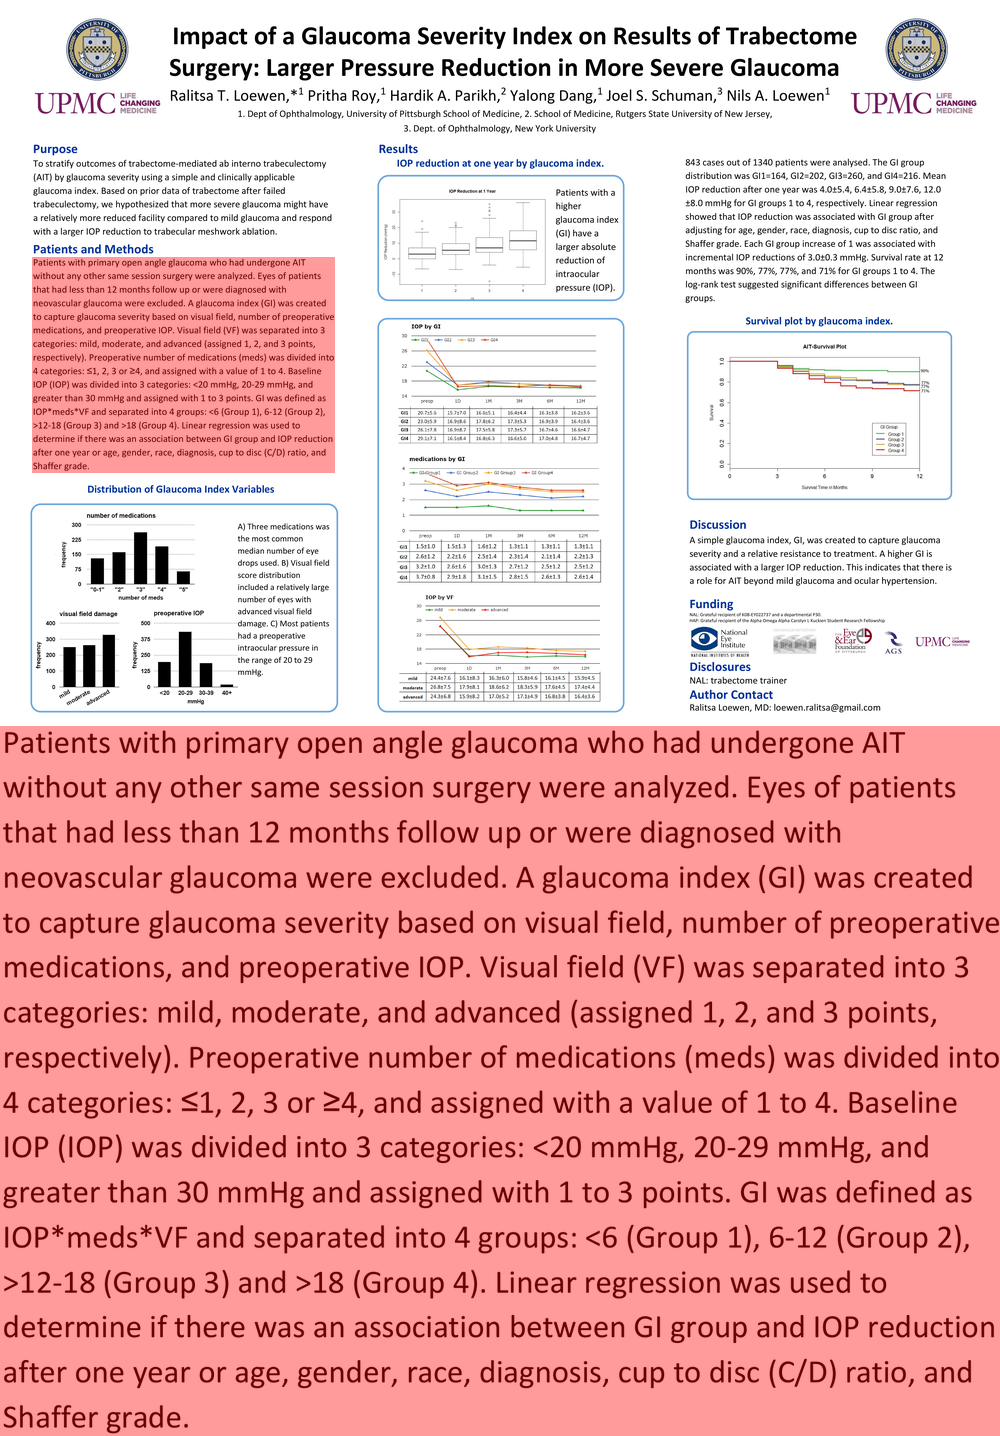 Impact of a Glaucoma Severity Index on Results of Trabectome
Surgery: Larger Pressure Reduction in More Severe Glaucoma
Ralitsa T. Loewen,*1 Pritha Roy,1 Hardik A. Parikh,2 Yalong Dang,1 Joel S. Schuman,3 Nils A. Loewen1
1. Dept of Ophthalmology, University of Pittsburgh School of Medicine, 2. School of Medicine, Rutgers State University of New Jersey,
3. Dept. of Ophthalmology, New York University
UPMC LIFE CHANGING MEDICINE
UPMC LIFE CHANGING MEDICINE
Purpose
To stratify outcomes of trabectome-mediated ab interno trabeculectomy
(AIT) by glaucoma severity using a simple and clinically applicable
glaucoma index. Based on prior data of trabectome after failed
trabeculectomy, we hypothesized that more severe glaucoma might have
a relatively more reduced facility compared to mild glaucoma and respond
with a larger IOP reduction to trabecular meshwork ablation.
Patients and Methods
Patients with primary open angle glaucoma who had undergone AIT
without any other same session surgery were analyzed. Eyes of patients
that had less than 12 months follow up or were diagnosed with
neovascular glaucoma were excluded. A glaucoma index (GI) was created
to capture glaucoma severity based on visual field, number of preoperative
medications, and preoperative IOP. Visual field (VF) was separated into 3
categories: mild, moderate, and advanced (assigned 1, 2, and 3 points,
respectively). Preoperative number of medications (meds) was divided into
4 categories: ≤1, 2, 3 or ≥4, and assigned with a value of 1 to 4. Baseline
IOP (IOP) was divided into 3 categories: <20 mmHg, 20-29 mmHg, and
greater than 30 mmHg and assigned with 1 to 3 points. GI was defined as
IOP*meds*VF and separated into 4 groups: <6 (Group 1), 6-12 (Group 2),
>12-18 (Group 3) and >18 (Group 4). Linear regression was used to
determine if there was an association between GI group and IOP reduction
after one year or age, gender, race, diagnosis, cup to disc (C/D) ratio, and
Shaffer grade.
Distribution of Glaucoma Index Variables
number of medications
frequency
300
225
150
75
0
"0-1" "2" "3" "4" "5"
number of meds
visual field damage
frequency
400
300
200
100
0
mild moderate advanced
preoperative IOP
frequency
500
375
250
125
0
<20 20-29 30-39 40+
mmHg
A) Three medications was
the most common
median number of eye
drops used. B) Visual field
score distribution
included a relatively large
number of eyes with
advanced visual field
damage. C) Most patients
had a preoperative
intraocular pressure in
the range of 20 to 29
mmHg.
Results
IOP reduction at one year by glaucoma index.
IOP Reduction at 1 Year
IOP Reduction (mmHg)
1 2 3 4
GI
Patients with a
higher
glaucoma index
(GI) have a
larger absolute
reduction of
intraocular
pressure (IOP).
IOP by GI
GI1 GI2 GI3 GI4
30
26
22
18
14
preop 1D 1M 3M 6M 12M
GI1 20.7±5.6 15.7±7.0 16.3±5.1 16.4±4.4 16.3±3.8 16.2±3.6
GI2 23.0±5.9 16.9±8.6 17.8±6.2 17.3±5.3 16.9±3.9 16.4±3.6
GI3 26.1±7.8 16.9±8.7 17.5±5.8 17.3±5.7 16.7±4.6 16.6±4.7
GI4 29.1±7.1 16.5±8.4 16.8±6.3 16.6±5.0 17.0±4.8 16.7±4.7
medications by GI
GI Group1 GI Group2 GI Group3 GI Group4
4
3
2
1
0
preop 1D 1M 3M 6M 12M
GI1 1.5±1.0 1.5±1.3 1.6±1.2 1.3±1.1 1.3±1.1 1.3±1.1
GI2 2.6±1.2 2.2±1.6 2.5±1.4 2.3±1.4 2.1±1.4 2.2±1.3
GI3 3.2±1.0 2.6±1.6 3.0±1.3 2.7±1.2 2.5±1.2 2.5±1.2
GI4 3.7±0.8 2.9±1.8 3.1±1.5 2.8±1.5 2.6±1.3 2.6±1.4
IOP by VF
mild moderate advanced
30
26
22
18
14
preop 1D 1M 3M 6M 12M
mild 24.4±7.6 16.1±8.3 16.3±6.0 15.8±4.6 16.1±4.5 15.9±4.5
moderate 26.8±7.5 17.9±8.1 18.6±6.2 18.3±5.9 17.6±4.5 17.4±4.4
advanced 24.3±6.8 15.9±8.2 17.0±5.2 17.1±4.9 16.8±3.8 16.4±3.6
843 cases out of 1340 patients were analysed. The GI group
distribution was GI1=164, GI2=202, GI3=260, and GI4=216. Mean
IOP reduction after one year was 4.0±5.4, 6.4±5.8, 9.0±7.6, 12.0
±8.0 mmHg for GI groups 1 to 4, respectively. Linear regression
showed that IOP reduction was associated with GI group after
adjusting for age, gender, race, diagnosis, cup to disc ratio, and
Shaffer grade. Each GI group increase of 1 was associated with
incremental IOP reductions of 3.0±0.3 mmHg. Survival rate at 12
months was 90%, 77%, 77%, and 71% for GI groups 1 to 4. The
log-rank test suggested significant differences between GI
groups.
Survival plot by glaucoma index.
AIT-Survival Plot
Survival
1.0
0.8
0.6
0.4
0.2
0.0
90%
77%
77%
71%
GI Group
Group 1
Group 2
Group 3
Group 4
0 3 6 9 12
Survival Time in Months
Discussion
A simple glaucoma index, GI, was created to capture glaucoma
severity and a relative resistance to treatment. A higher GI is
associated with a larger IOP reduction. This indicates that there is
a role for AIT beyond mild glaucoma and ocular hypertension.
Funding
NAL: Grateful recipient of K08-EY022737 and a departmental P30.
HAP: Grateful recipient of the Alpha Omega Alpha Carolyn L Kuckien Student Research Fellowship
National Eye Institute
NATIONAL INSTITUTES OF HEALTH
Eye & Ear Foundation OF PITTSBURGH
AGS
UPMC
Disclosures
NAL: trabectome trainer
Author Contact
Ralitsa Loewen, MD: loewen.ralitsa@gmail.com
Patients with primary open angle glaucoma who had undergone AIT
without any other same session surgery were analyzed. Eyes of patients
that had less than 12 months follow up or were diagnosed with
neovascular glaucoma were excluded. A glaucoma index (GI) was created
to capture glaucoma severity based on visual field, number of preoperative
medications, and preoperative IOP. Visual field (VF) was separated into 3
categories: mild, moderate, and advanced (assigned 1, 2, and 3 points,
respectively). Preoperative number of medications (meds) was divided into
4 categories: ≤1, 2, 3 or ≥4, and assigned with a value of 1 to 4. Baseline
IOP (IOP) was divided into 3 categories: <20 mmHg, 20-29 mmHg, and
greater than 30 mmHg and assigned with 1 to 3 points. GI was defined as
IOP*meds*VF and separated into 4 groups: <6 (Group 1), 6-12 (Group 2),
>12-18 (Group 3) and >18 (Group 4). Linear regression was used to
determine if there was an association between GI group and IOP reduction
after one year or age, gender, race, diagnosis, cup to disc (C/D) ratio, and
Shaffer grade.